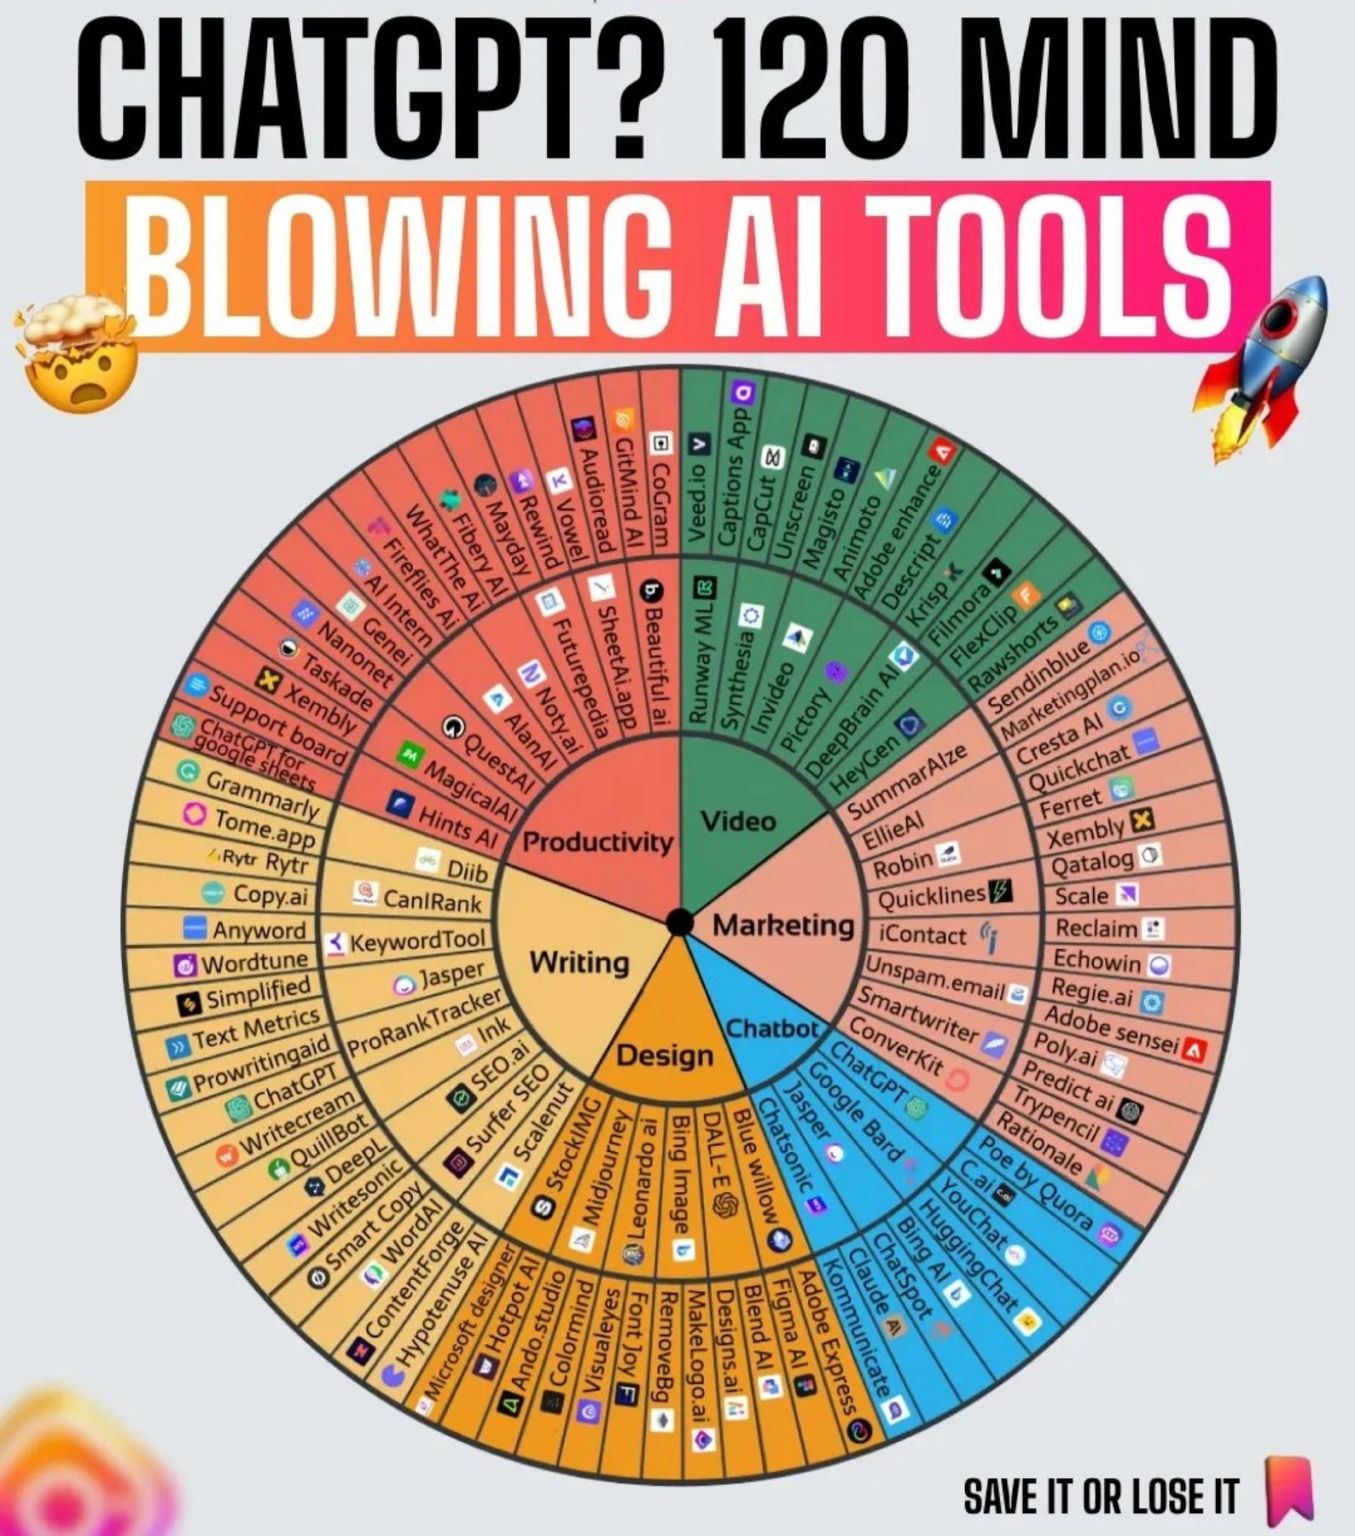 CHATGPT? 120 MIND
BLOWING AI TOOLS
Productivity
Video
Marketing
Chatbot
Design
Writing
Hints AI
MagicalAI
QuestAI
AlanAI
Noty.ai
Futurepedia
SheetAi.app
Beautiful ai
ChatGPT for
google sheets
Support board
Xembly
Taskade
Nanonet
Genei
AI Intern
Fireflies Ai
WhatThe Ai
Fibery AI
Mayday
Rewind
Vowel
Audioread
GitMind AI
CoGram
Runway ML
Synthesia
Invideo
Pictory
DeepBrain AI
HeyGen
Veed.io
Captions App
CapCut
Unscreen
Magisto
Animoto
Adobe enhance
Descript
Krisp
Filmora
FlexClip
Rawshorts
SummarAIze
EllieAI
Robin
Quicklines
iContact
Unspam.email
Smartwriter
ConverKit
Sendinblue
Marketingplan.io
Cresta AI
Quickchat
Ferret
Xembly
Qatalog
Scale
Reclaim
Echowin
Regie.ai
Adobe sensei
Poly.ai
Predict ai
Trypencil
Rationale
ChatGPT
Google Bard
Jasper
Chatsonic
Poe by Quora
C.ai
YouChat
HuggingChat
Bing AI
ChatSpot
Claude
Kommunicate
Blue willow
DALL-E
Bing Image
Leonardo ai
Midjourney
StockIMG
Adobe Express
Figma AI
Blend AI
Designs.ai
MakeLogo.ai
RemoveBg
Font Joy
Visualeyes
Colormind
Ando.studio
Hotpot AI
Microsoft designer
Scalenut
Surfer SEO
SEO.ai
Ink
ProRankTracker
Jasper
KeywordTool
CanIRank
Diib
Hypotenuse AI
ContentForge
WordAI
Smart Copy
Writesonic
DeepL
QuillBot
Writecream
ChatGPT
Prowritingaid
Text Metrics
Simplified
Wordtune
Anyword
Copy.ai
Rytr Rytr
Tome.app
Grammarly
SAVE IT OR LOSE IT